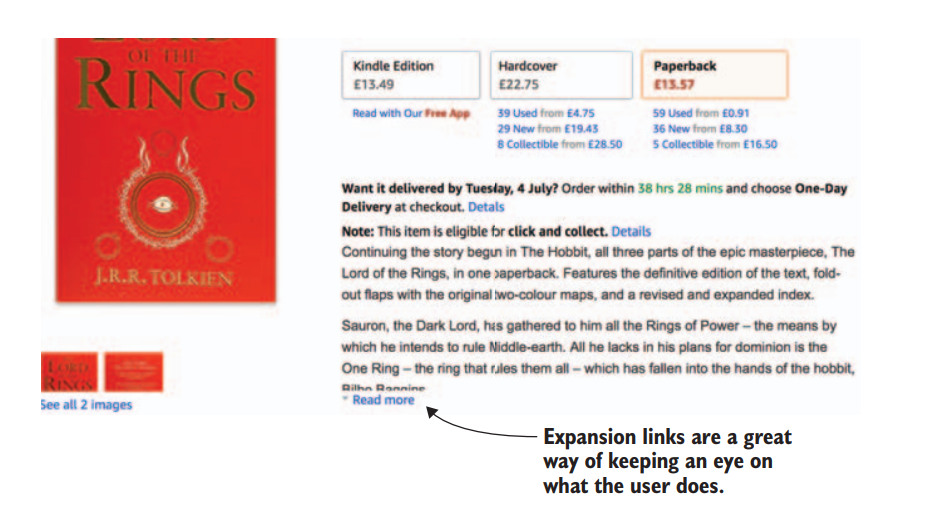 OF THE
RINGS
J.R.R. TOLKIEN
LORD
RINGS
See all 2 images
Kindle Edition
£13.49
Read with Our Free App
Hardcover
£22.75
39 Used from £4.75
29 New from £19.43
8 Collectible from £28.50
Paperback
£13.57
59 Used from £0.91
36 New from £8.30
5 Collectible from £16.50
Want it delivered by Tuesday, 4 July? Order within 38 hrs 28 mins and choose One-Day
Delivery at checkout. Detals
Note: This item is eligible for click and collect. Details
Continuing the story begun in The Hobbit, all three parts of the epic masterpiece, The
Lord of the Rings, in one paperback. Features the definitive edition of the text, fold-
out flaps with the original two-colour maps, and a revised and expanded index.
Sauron, the Dark Lord, has gathered to him all the Rings of Power – the means by
which he intends to rule Middle-earth. All he lacks in his plans for dominion is the
One Ring – the ring that rules them all – which has fallen into the hands of the hobbit,
Bilbo Baggins
Read more
Expansion links are a great
way of keeping an eye on
what the user does.